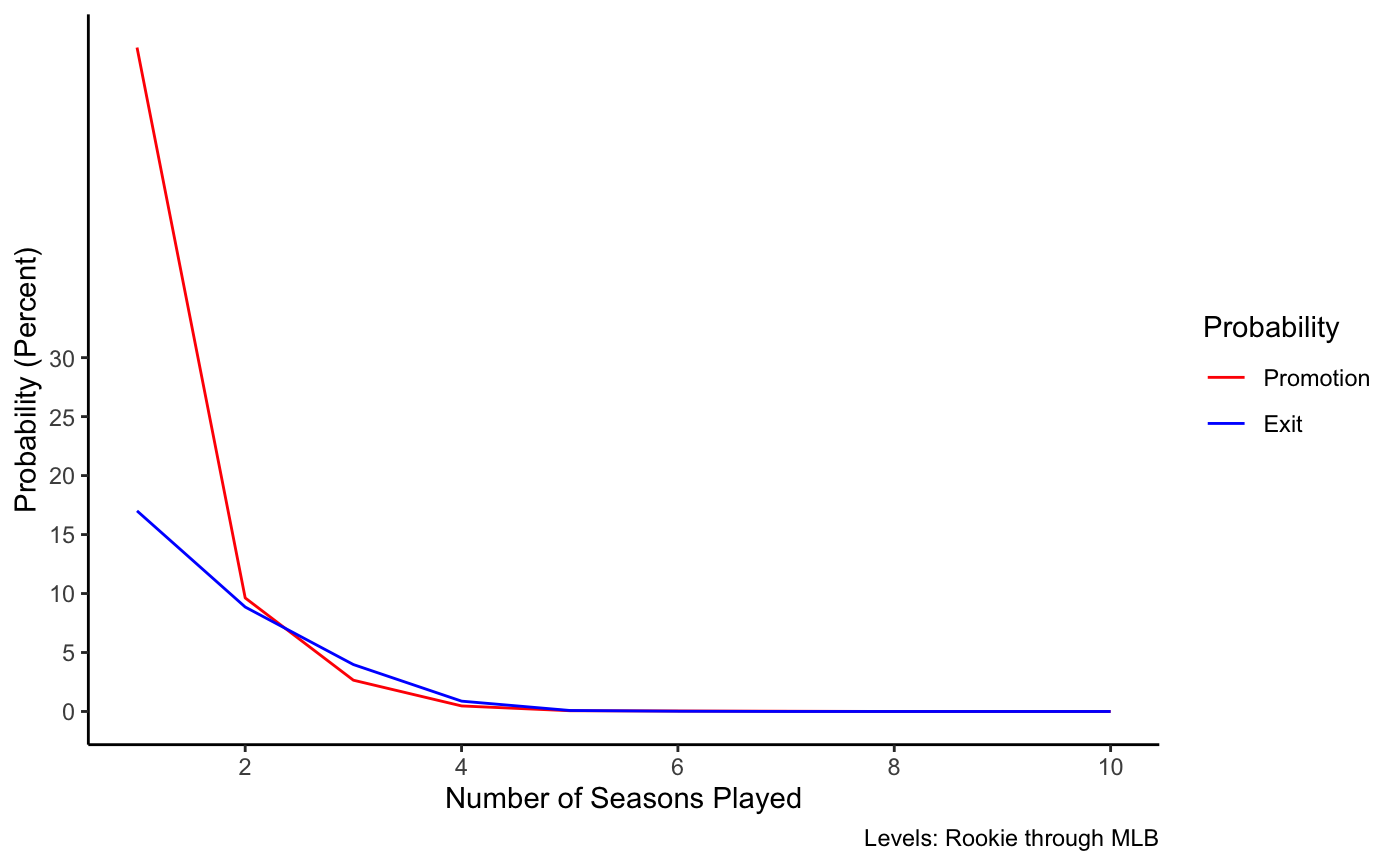 Probability (Percent)
30
25
20
15
10
5
0
2 4 6 8 10
Number of Seasons Played
Levels: Rookie through MLB
Probability
Promotion
Exit